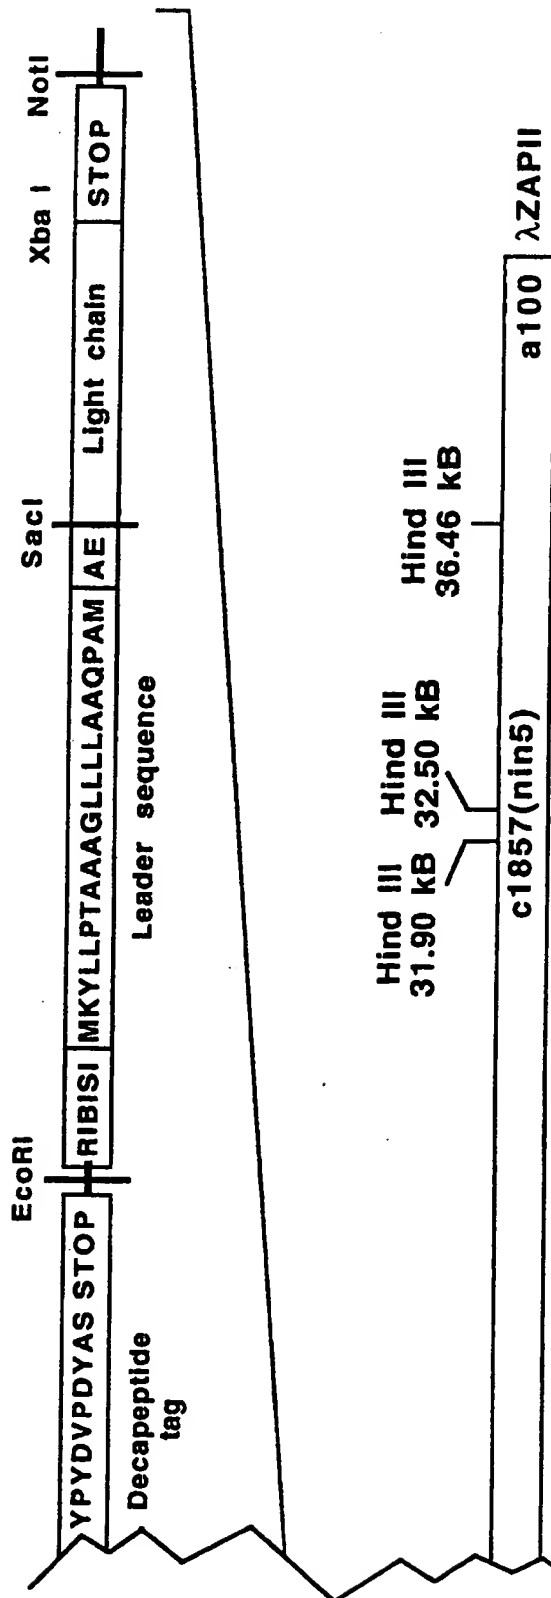 EcoRI SacI Xba I NotI
YPYDVPDYAS STOP RIBISI MKYLLPTAAAGLLLLAAQPAM AE Light chain STOP
Decapeptide
tag
Leader sequence
Hind III
31.90 kB
Hind III
32.50 kB
Hind III
36.46 kB
c1857(nin5) a100 λZAPII